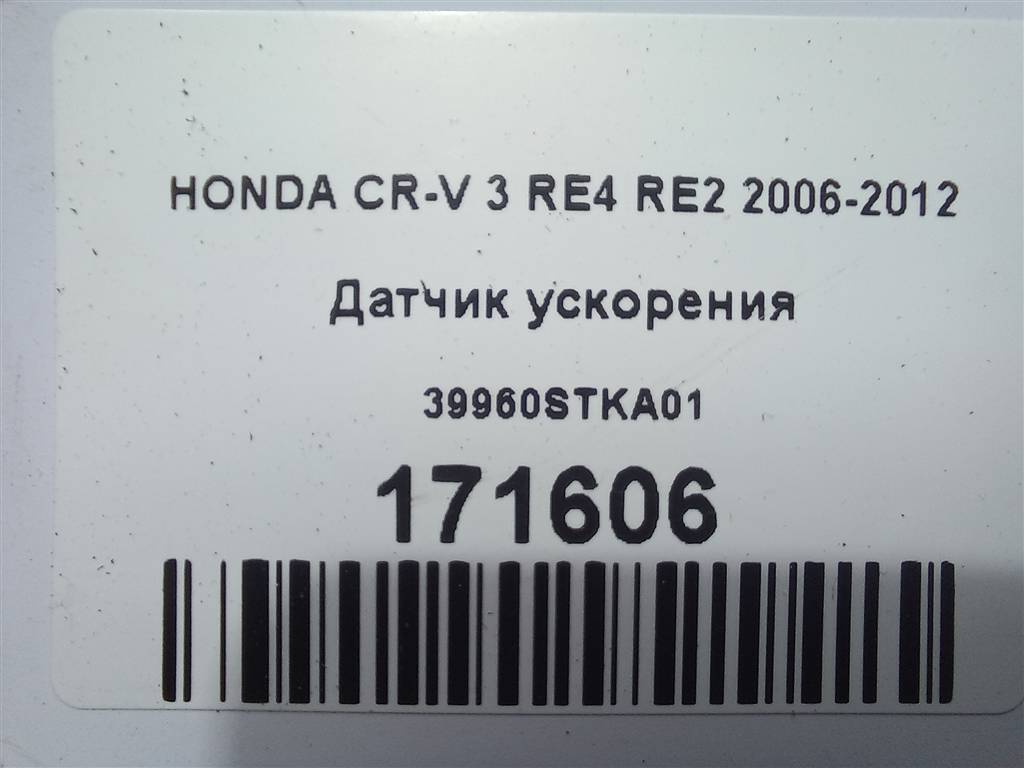 HONDA CR-V 3 RE4 RE2 2006-2012
Датчик ускорения
39960STKA01
171606